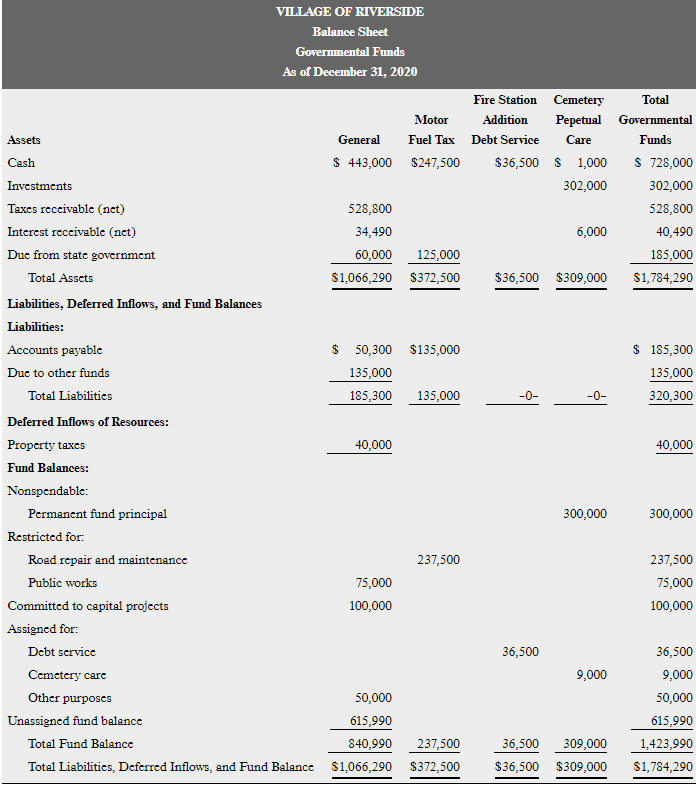 VILLAGE OF RIVERSIDE
Balance Sheet
Governmental Funds
As of December 31, 2020
Fire Station Cemetery Total
Motor Addition Pepetual Governmental
Assets General Fuel Tax Debt Service Care Funds
Cash $ 443,000 $247,500 $36,500 $ 1,000 $ 728,000
Investments 302,000 302,000
Taxes receivable (net) 528,800 528,800
Interest receivable (net) 34,490 6,000 40,490
Due from state government 60,000 125,000 185,000
Total Assets $1,066,290 $372,500 $36,500 $309,000 $1,784,290
Liabilities, Deferred Inflows, and Fund Balances
Liabilities:
Accounts payable $ 50,300 $135,000 $ 185,300
Due to other funds 135,000 135,000
Total Liabilities 185,300 135,000 -0- -0- 320,300
Deferred Inflows of Resources:
Property taxes 40,000 40,000
Fund Balances:
Nonspendable:
Permanent fund principal 300,000 300,000
Restricted for:
Road repair and maintenance 237,500 237,500
Public works 75,000 75,000
Committed to capital projects 100,000 100,000
Assigned for:
Debt service 36,500 36,500
Cemetery care 9,000 9,000
Other purposes 50,000 50,000
Unassigned fund balance 615,990 615,990
Total Fund Balance 840,990 237,500 36,500 309,000 1,423,990
Total Liabilities, Deferred Inflows, and Fund Balance $1,066,290 $372,500 $36,500 $309,000 $1,784,290